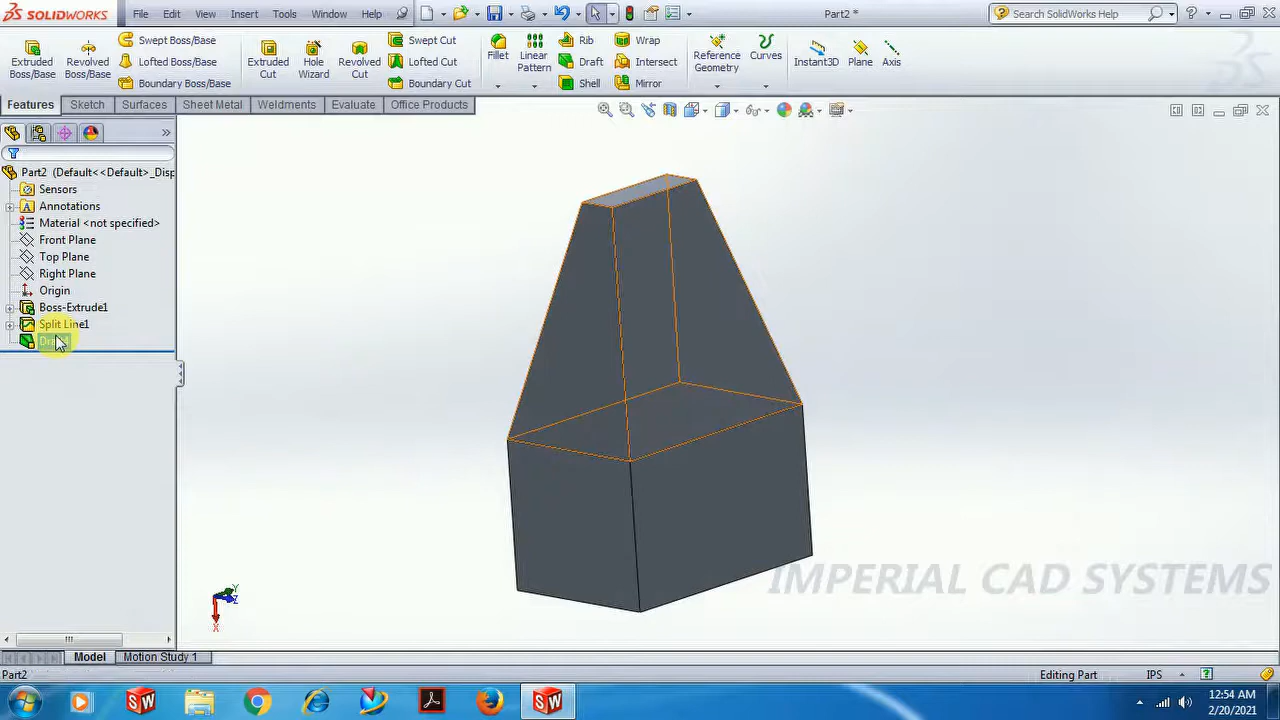 SOLIDWORKS File Edit View Insert Tools Window Help Part2 * Search SolidWorks Help
Extruded Boss/Base
Revolved Boss/Base
Swept Boss/Base
Lofted Boss/Base
Boundary Boss/Base
Extruded Cut
Hole Wizard
Revolved Cut
Swept Cut
Lofted Cut
Boundary Cut
Fillet
Linear Pattern
Rib
Draft
Shell
Wrap
Intersect
Mirror
Reference Geometry
Curves
Instant3D
Plane
Axis
Features Sketch Surfaces Sheet Metal Weldments Evaluate Office Products
Part2 (Default<<Default>_Disp
Sensors
Annotations
Material <not specified>
Front Plane
Top Plane
Right Plane
Origin
Boss-Extrude1
Split Line1
Y
Z
X
IMPERIAL CAD SYSTEMS
Model Motion Study 1
Part2 Editing Part IPS
12:54 AM
2/20/2021